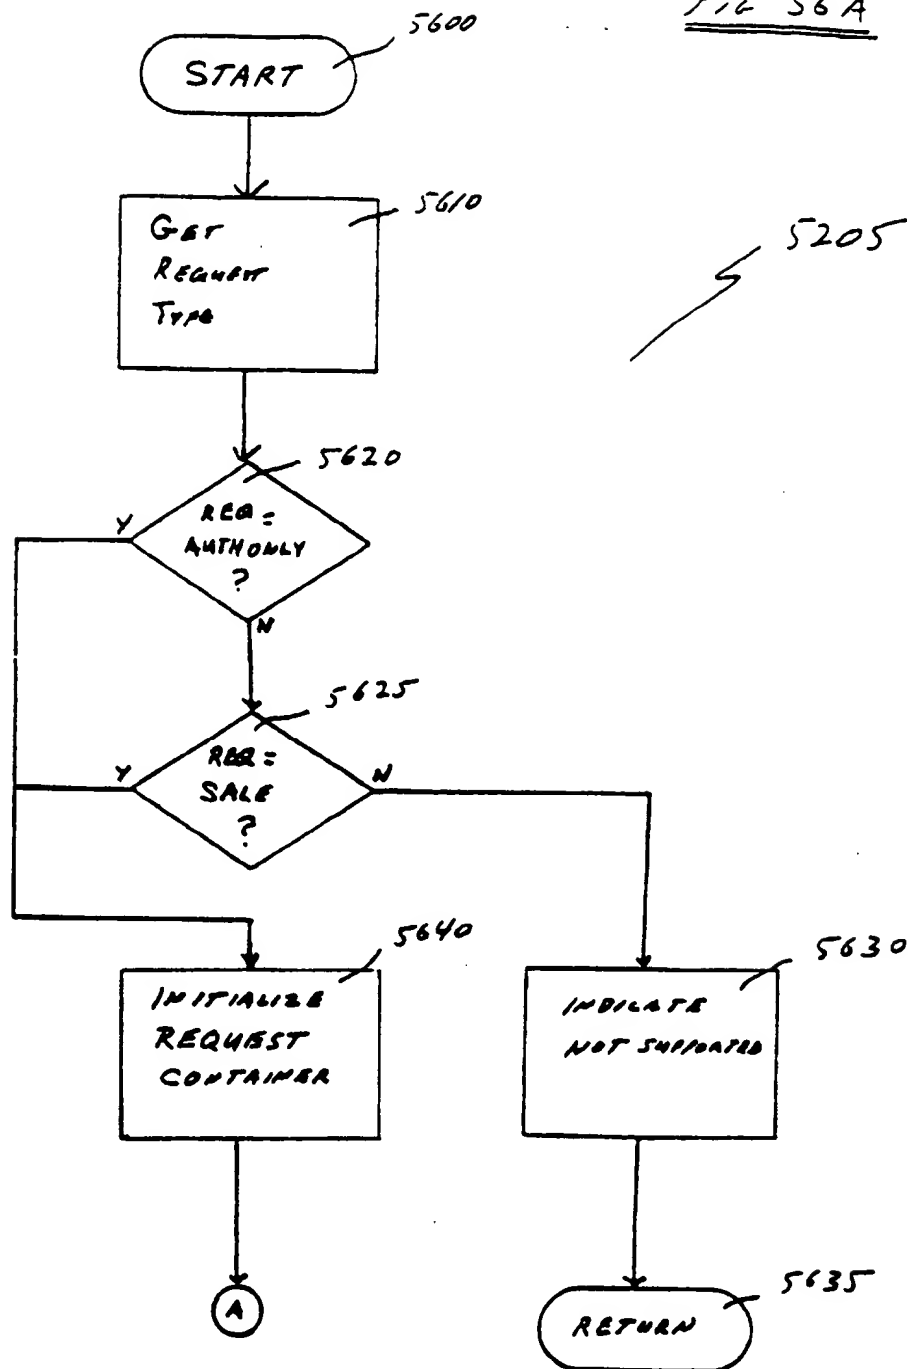 FIG 56A
5600
START
5610
GET
REQUEST
TYPE
5205
5620
REQ =
AUTHONLY
?
Y
N
5625
REQ =
SALE
?
Y
N
5640
INITIALIZE
REQUEST
CONTAINER
5630
INDICATE
NOT SUPPORTED
A
5635
RETURN